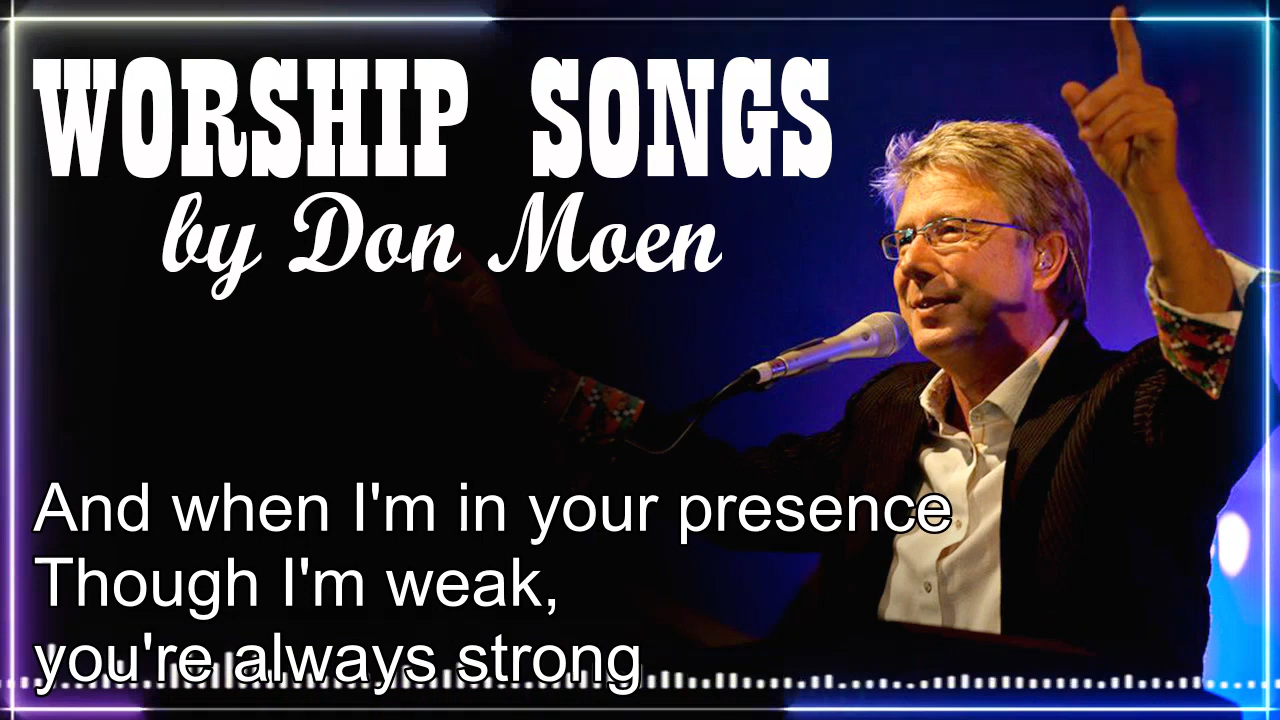 WORSHIP SONGS
by Don Moen
And when I'm in your presence
Though I'm weak,
you're always strong